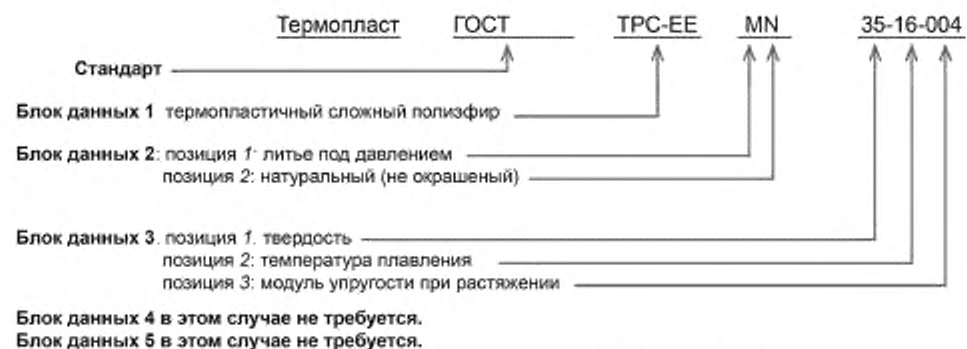 Термопласт ГОСТ ТРС-ЕЕ MN 35-16-004
Стандарт
Блок данных 1 термопластичный сложный полиэфир
Блок данных 2: позиция 1· литье под давлением
позиция 2: натуральный (не окрашеный)
Блок данных 3. позиция 1. твердость
позиция 2: температура плавления
позиция 3: модуль упругости при растяжении
Блок данных 4 в этом случае не требуется.
Блок данных 5 в этом случае не требуется.